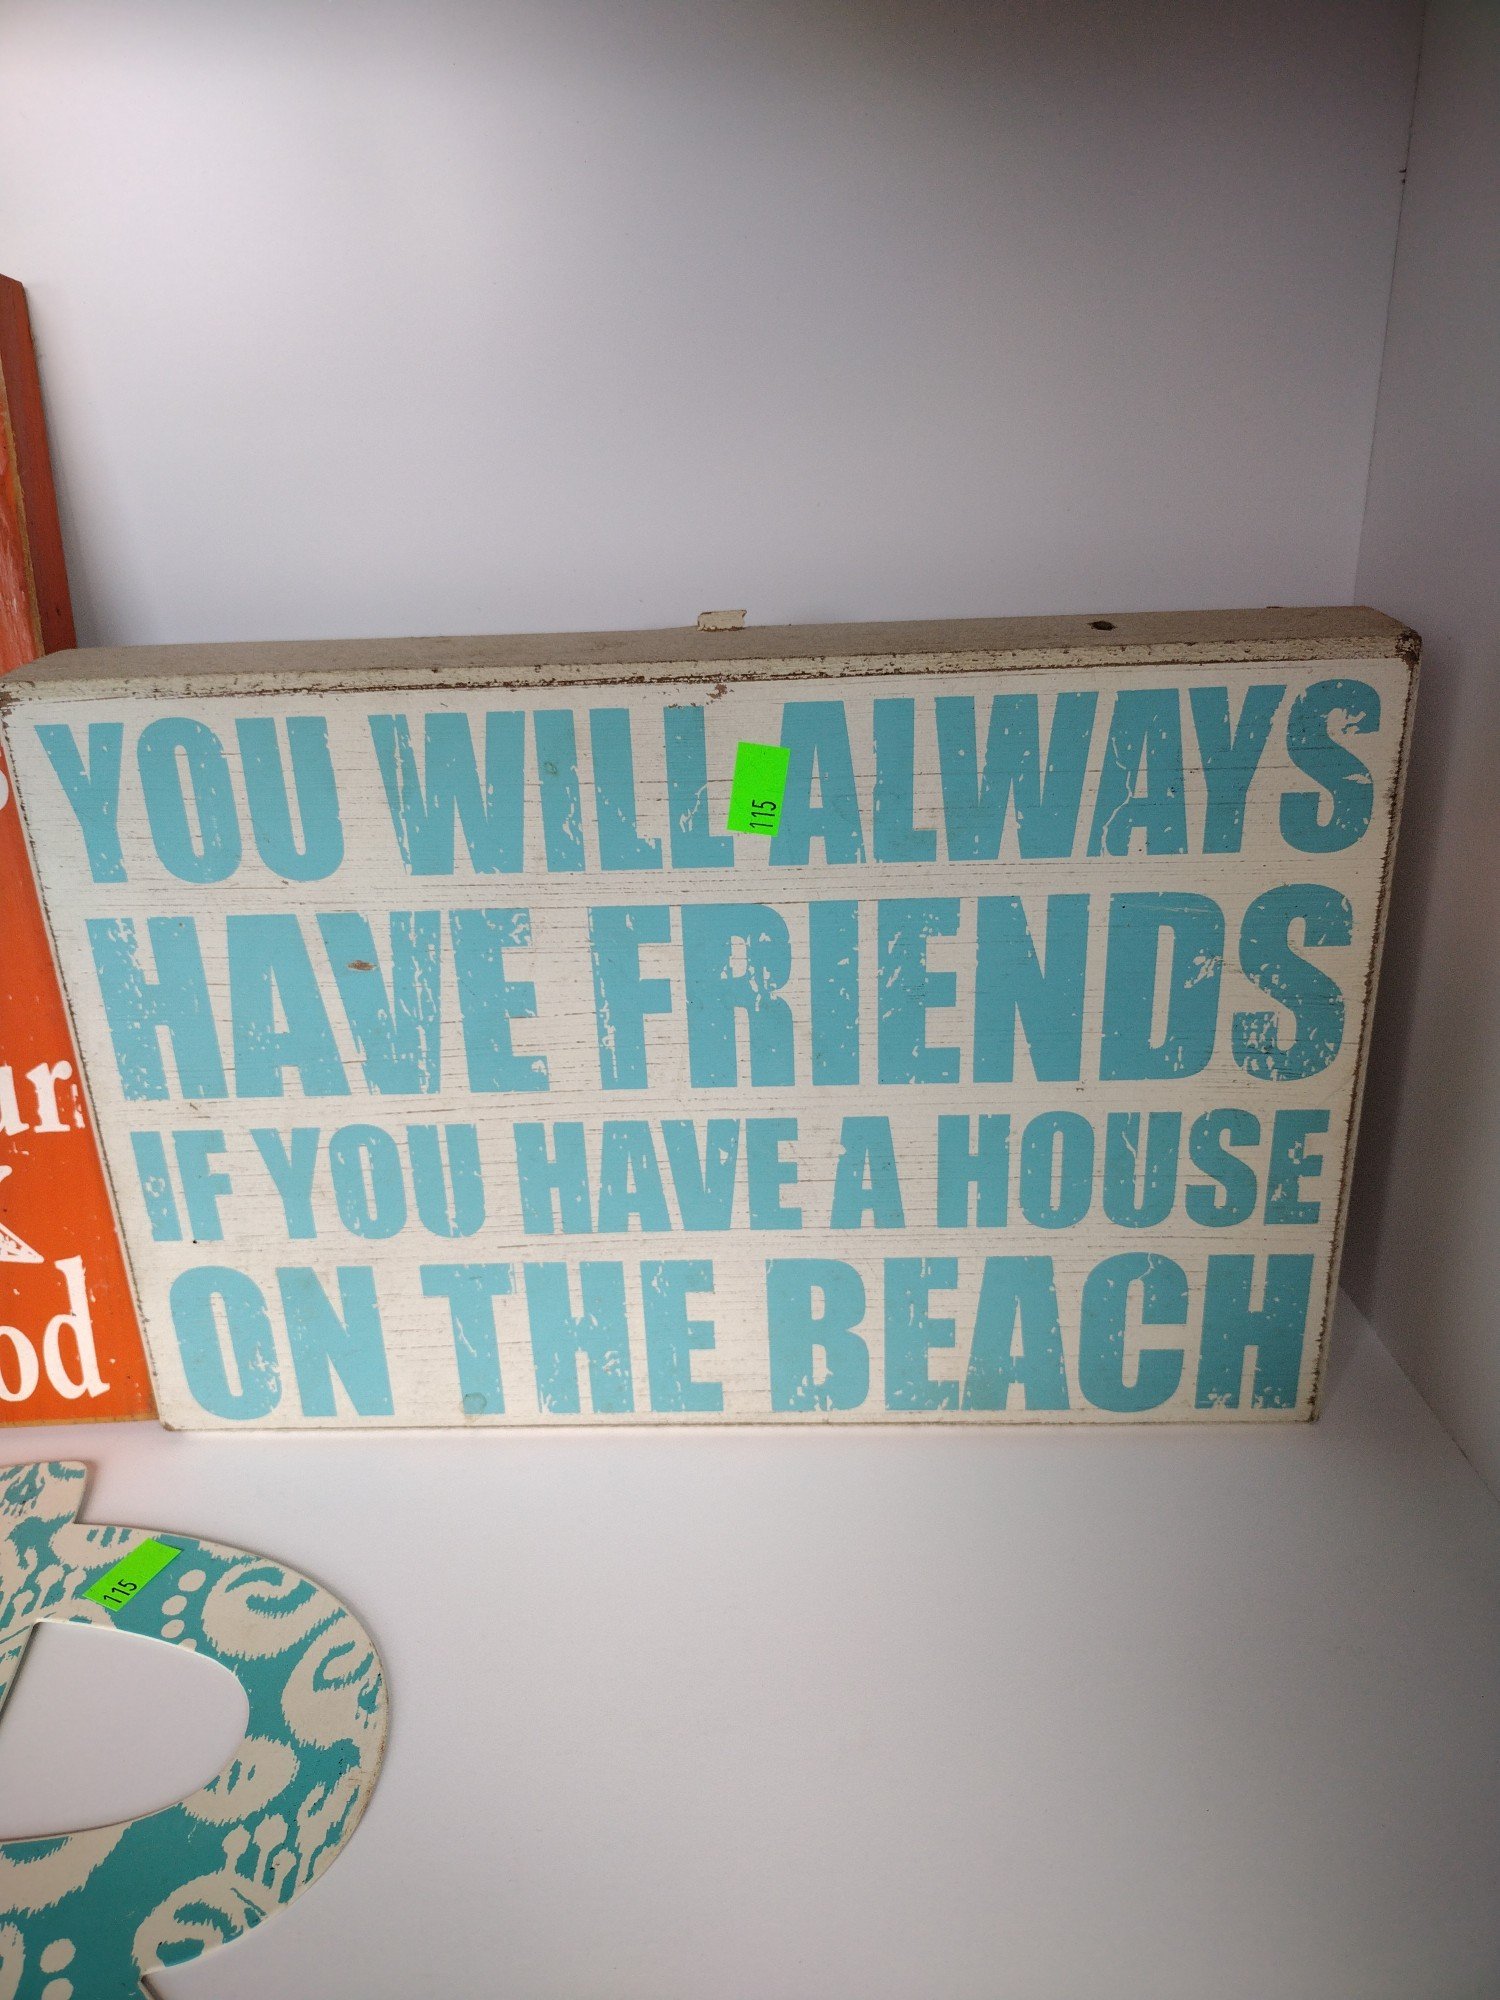 YOU WILL ALWAYS
115
HAVE FRIENDS
IF YOU HAVE A HOUSE
ON THE BEACH
115